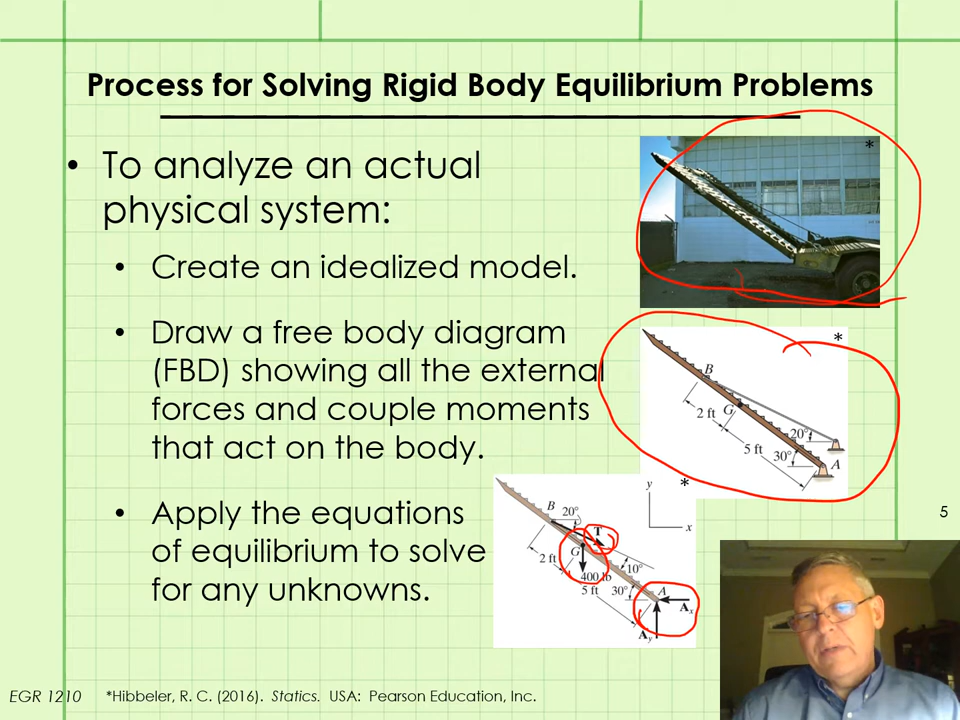 Process for Solving Rigid Body Equilibrium Problems
• To analyze an actual
physical system:
• Create an idealized model.
• Draw a free body diagram
(FBD) showing all the external
forces and couple moments
that act on the body.
• Apply the equations
of equilibrium to solve
for any unknowns.
*
*
B
2 ft G
20°
5 ft 30°
A
*
y
x
B 20°
T
G
2 ft
400 lb 10°
5 ft 30° A
Ax
Ay
5
EGR 1210 *Hibbeler, R. C. (2016). Statics. USA: Pearson Education, Inc.